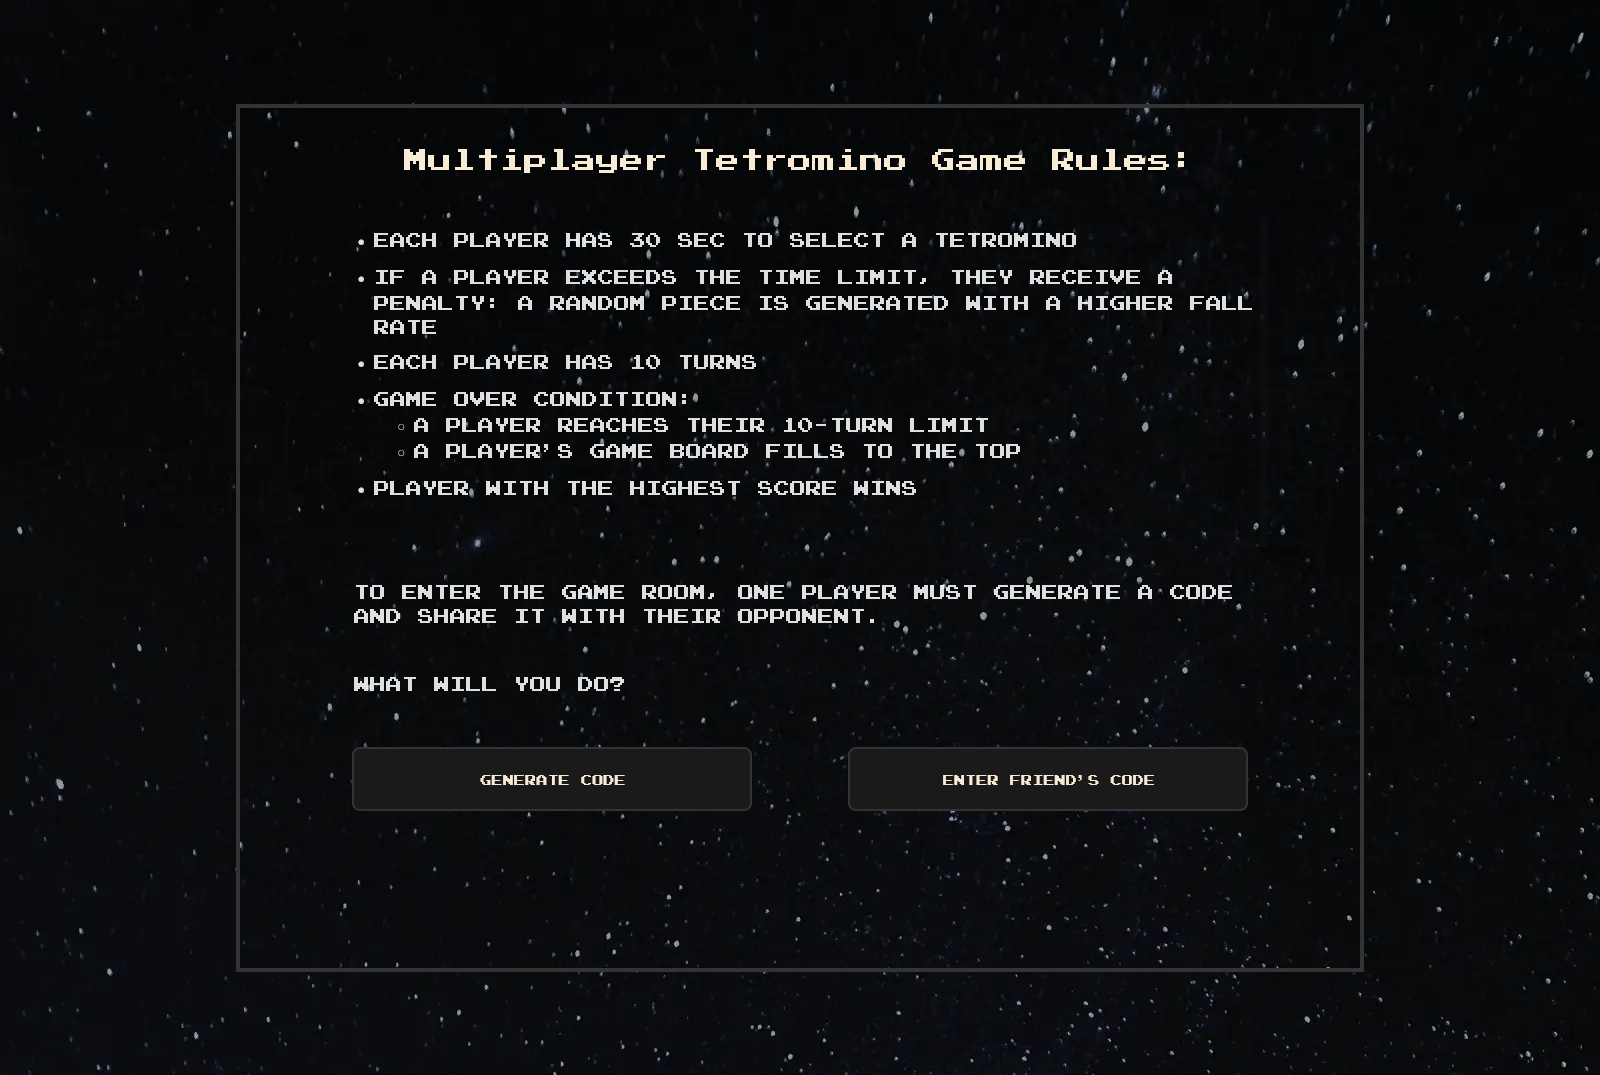 Multiplayer Tetromino Game Rules:
• EACH PLAYER HAS 30 SEC TO SELECT A TETROMINO
• IF A PLAYER EXCEEDS THE TIME LIMIT, THEY RECEIVE A
PENALTY: A RANDOM PIECE IS GENERATED WITH A HIGHER FALL
RATE
• EACH PLAYER HAS 10 TURNS
• GAME OVER CONDITION:
◦ A PLAYER REACHES THEIR 10-TURN LIMIT
◦ A PLAYER'S GAME BOARD FILLS TO THE TOP
• PLAYER WITH THE HIGHEST SCORE WINS
TO ENTER THE GAME ROOM, ONE PLAYER MUST GENERATE A CODE
AND SHARE IT WITH THEIR OPPONENT.
WHAT WILL YOU DO?
GENERATE CODE
ENTER FRIEND'S CODE